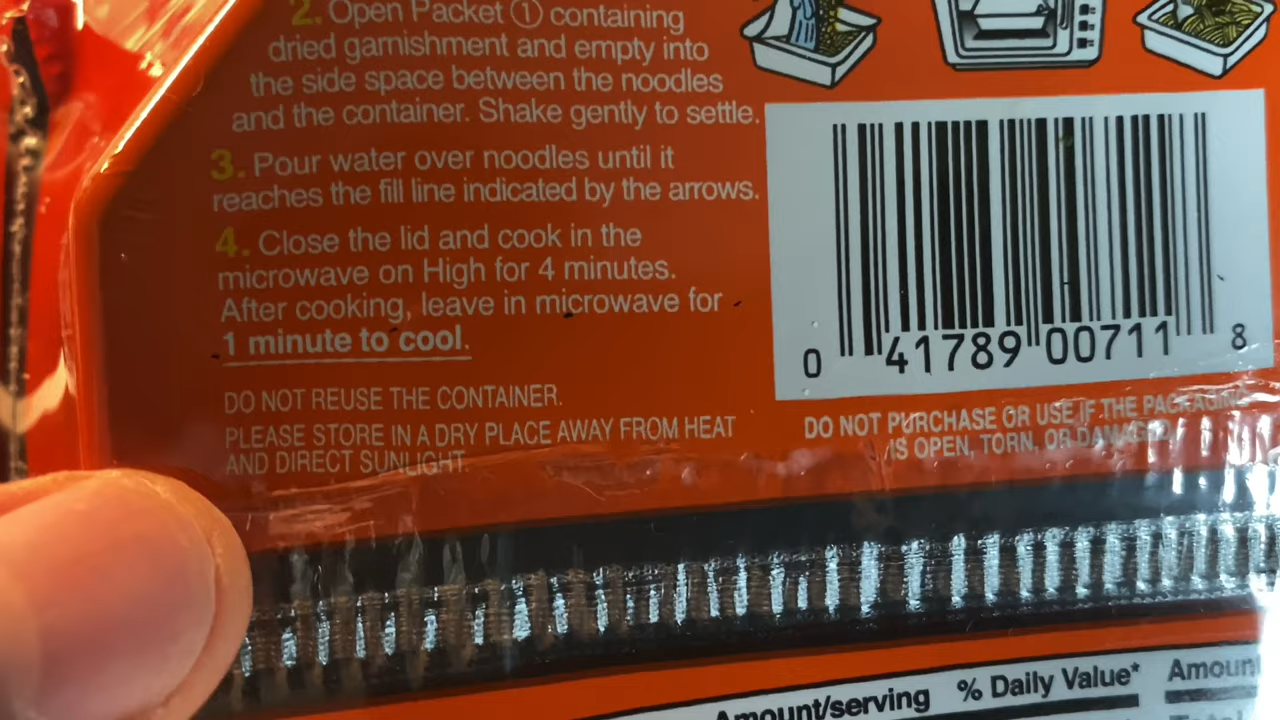 2. Open Packet ① containing
dried garnishment and empty into
the side space between the noodles
and the container. Shake gently to settle.
3. Pour water over noodles until it
reaches the fill line indicated by the arrows.
4. Close the lid and cook in the
microwave on High for 4 minutes.
After cooking, leave in microwave for
1 minute to cool.
DO NOT REUSE THE CONTAINER.
PLEASE STORE IN A DRY PLACE AWAY FROM HEAT
AND DIRECT SUNLIGHT.
0 41789 00711 8
DO NOT PURCHASE OR USE IF THE PACKAGING
IS OPEN, TORN, OR DAMAGED
Amount/serving % Daily Value* Amoun